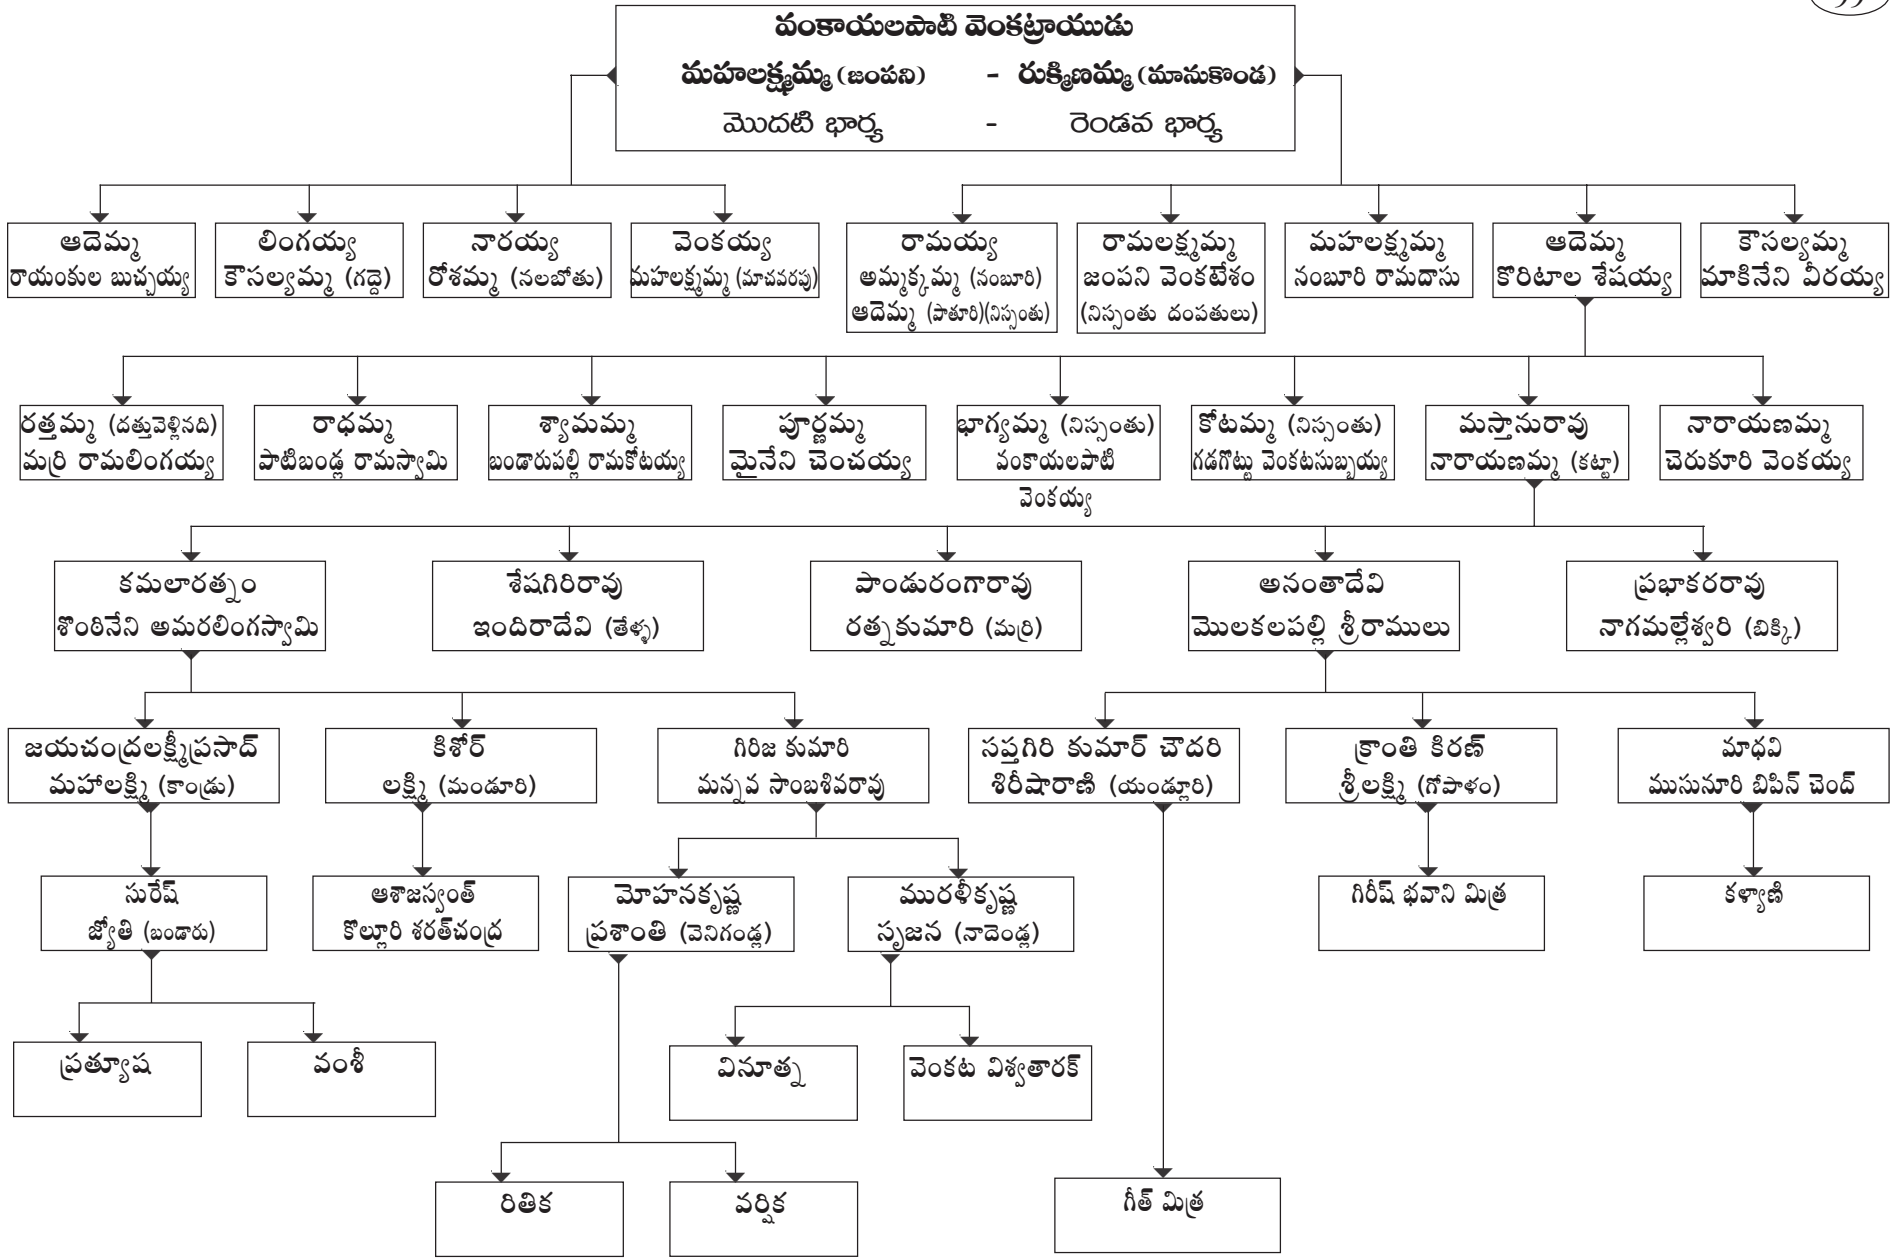 వంకాయలపాటి వెంకట్రాయుడు
మహలక్ష్మమ్మ (జంపని) - రుక్మిణమ్మ (మానుకొండ)
మొదటి భార్య - రెండవ భార్య
ఆదెమ్మ
రాయంకుల బుచ్చయ్య
లింగయ్య
కౌసల్యమ్మ (గద్దె)
నారయ్య
రోశమ్మ (నలబోతు)
వెంకయ్య
మహలక్ష్మమ్మ (మాచవరపు)
రామయ్య
అమ్మక్కమ్మ (నంబూరి)
ఆదెమ్మ (పాతూరి)(నిస్సంతు)
రామలక్ష్మమ్మ
జంపని వెంకటేశం
(నిస్సంతు దంపతులు)
మహలక్ష్మమ్మ
నంబూరి రామదాసు
ఆదెమ్మ
కొరిటాల శేషయ్య
కౌసల్యమ్మ
మాకినేని వీరయ్య
రత్తమ్మ (దత్తువెళ్లినది)
మర్రి రామలింగయ్య
రాధమ్మ
పాటిబండ్ల రామస్వామి
శ్యామమ్మ
బండారుపల్లి రామకోటయ్య
పూర్ణమ్మ
మైనేని చెంచయ్య
భాగ్యమ్మ (నిస్సంతు)
వంకాయలపాటి
వెంకయ్య
కోటమ్మ (నిస్సంతు)
గడగొట్టు వెంకటసుబ్బయ్య
మస్తానురావు
నారాయణమ్మ (కట్టా)
నారాయణమ్మ
చెరుకూరి వెంకయ్య
కమలారత్నం
శొంఠినేని అమరలింగస్వామి
శేషగిరిరావు
ఇందిరాదేవి (తేళ్ళ)
పాండురంగారావు
రత్నకుమారి (మర్రి)
అనంతాదేవి
మొలకలపల్లి శ్రీరాములు
ప్రభాకరరావు
నాగమల్లేశ్వరి (బిక్కి)
జయచంద్రలక్ష్మీప్రసాద్
మహాలక్ష్మి (కాండ్రు)
కిశోర్
లక్ష్మి (మండూరి)
గిరిజ కుమారి
మన్నవ సాంబశివరావు
సప్తగిరి కుమార్ చౌదరి
శిరీషారాణి (యండ్లూరి)
క్రాంతి కిరణ్
శ్రీలక్ష్మి (గోపాళం)
మాధవి
ముసునూరి బిపిన్ చెంద్
సురేష్
జ్యోతి (బండారు)
ఆశాజస్వంత్
కొల్లూరి శరత్‌చంద్ర
మోహనకృష్ణ
ప్రశాంతి (వెనిగండ్ల)
మురళీకృష్ణ
సృజన (నాదెండ్ల)
గిరీష్ భవాని మిత్ర
కళ్యాణి
ప్రత్యూష
వంశీ
వినూత్న
వెంకట విశ్వతారక్
రితిక
వర్షిక
గీత్ మిత్ర